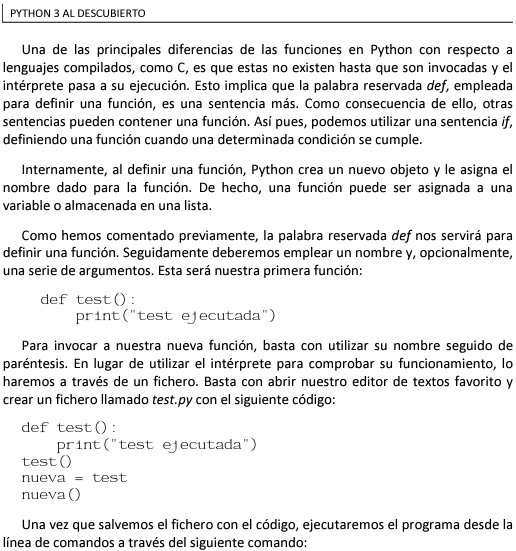 PYTHON 3 AL DESCUBIERTO
Una de las principales diferencias de las funciones en Python con respecto a
lenguajes compilados, como C, es que estas no existen hasta que son invocadas y el
intérprete pasa a su ejecución. Esto implica que la palabra reservada def, empleada
para definir una función, es una sentencia más. Como consecuencia de ello, otras
sentencias pueden contener una función. Así pues, podemos utilizar una sentencia if,
definiendo una función cuando una determinada condición se cumple.
Internamente, al definir una función, Python crea un nuevo objeto y le asigna el
nombre dado para la función. De hecho, una función puede ser asignada a una
variable o almacenada en una lista.
Como hemos comentado previamente, la palabra reservada def nos servirá para
definir una función. Seguidamente deberemos emplear un nombre y, opcionalmente,
una serie de argumentos. Esta será nuestra primera función:
def test():
print("test ejecutada")
Para invocar a nuestra nueva función, basta con utilizar su nombre seguido de
paréntesis. En lugar de utilizar el intérprete para comprobar su funcionamiento, lo
haremos a través de un fichero. Basta con abrir nuestro editor de textos favorito y
crear un fichero llamado test.py con el siguiente código:
def test():
print("test ejecutada")
test()
nueva = test
nueva()
Una vez que salvemos el fichero con el código, ejecutaremos el programa desde la
línea de comandos a través del siguiente comando: